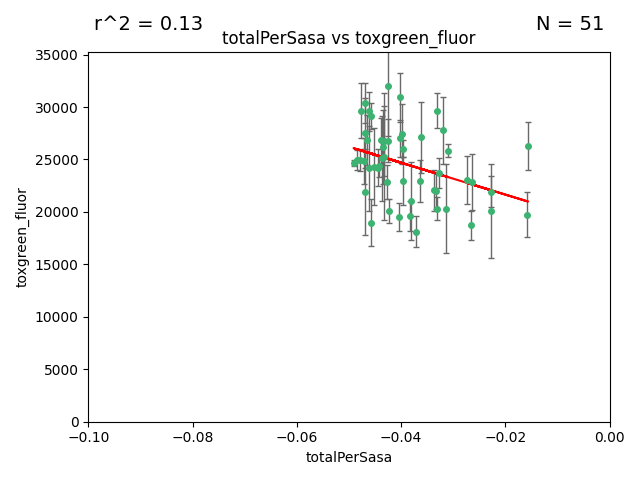 r^2 = 0.13
N = 51
totalPerSasa vs toxgreen_fluor
35000
30000
25000
20000
15000
10000
5000
0
toxgreen_fluor
−0.10
−0.08
−0.06
−0.04
−0.02
0.00
totalPerSasa